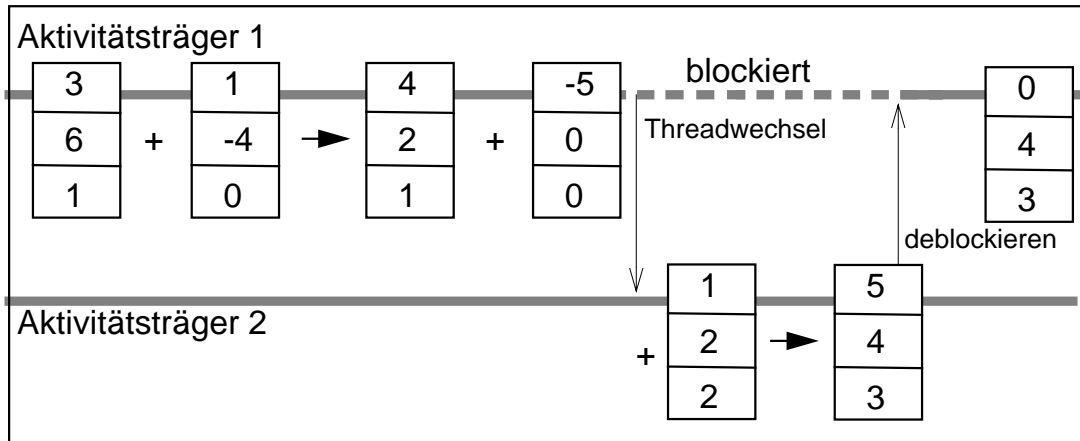 Aktivitätsträger 1
3 1 4 -5 blockiert 0
Threadwechsel
6 + -4 2 + 0 4
1 0 1 0 3
deblockieren
1 5
Aktivitätsträger 2
+ 2 4
2 3